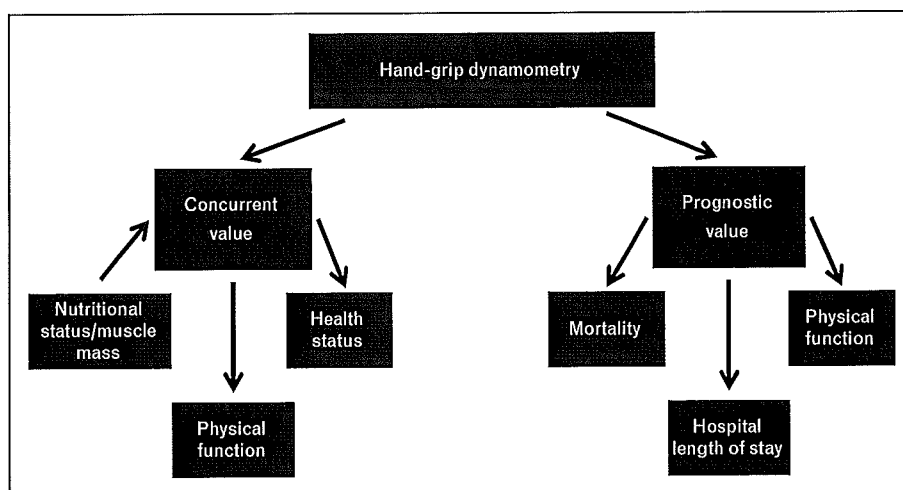 Hand-grip dynamometry
Concurrent
value
Prognostic
value
Nutritional
status/muscle
mass
Health
status
Mortality
Physical
function
Physical
function
Hospital
length of stay